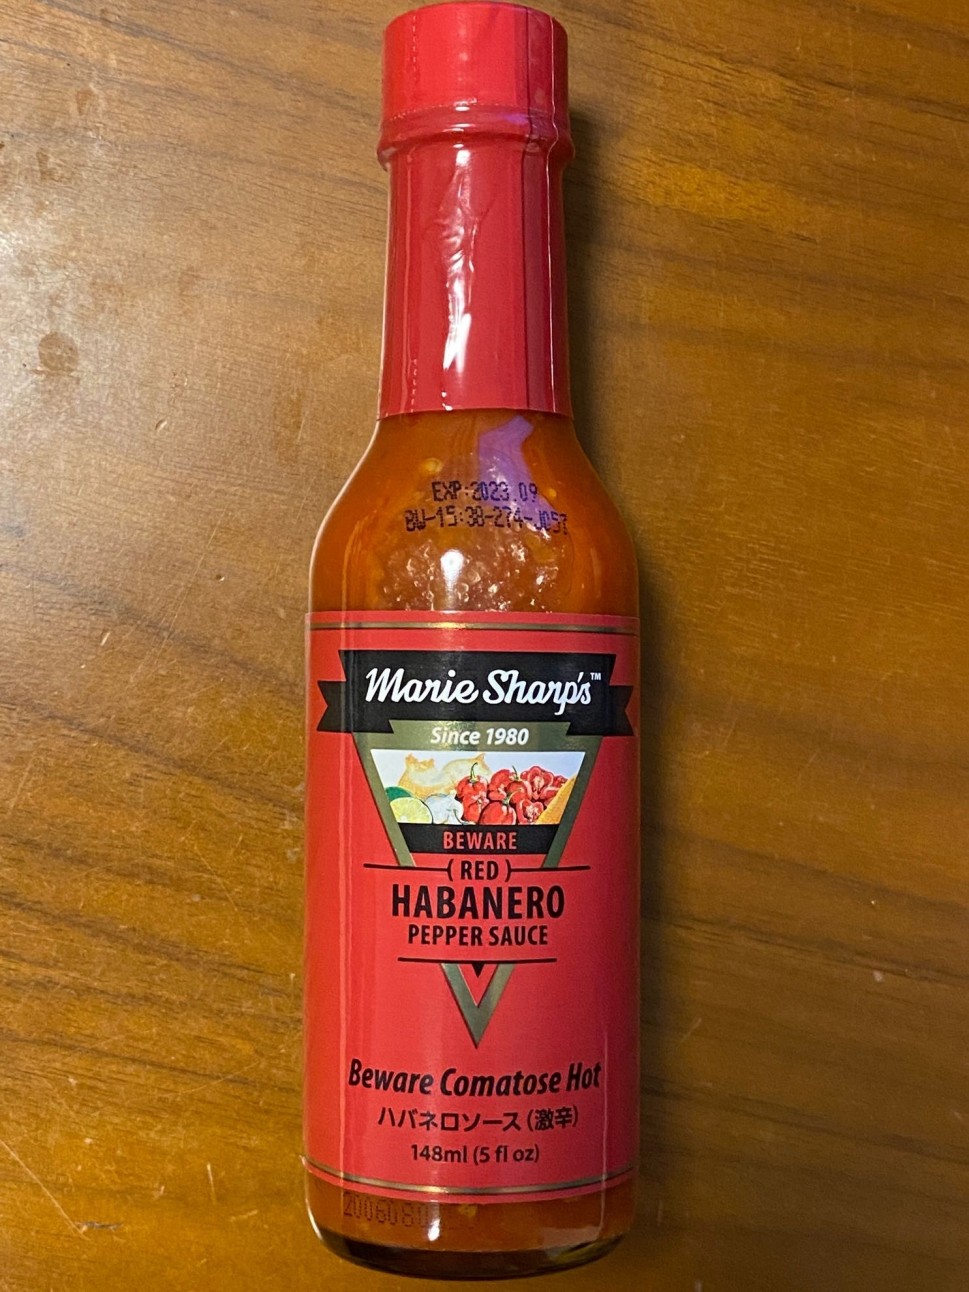 EXP:2023.09
BW-15:38-274-J057
Marie Sharp's™
Since 1980
BEWARE
(RED)
HABANERO
PEPPER SAUCE
Beware Comatose Hot
ハバネロソース(激辛)
148ml (5 fl oz)